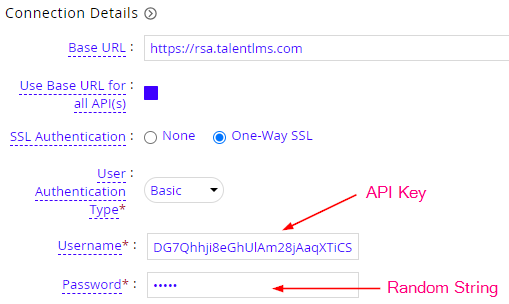 Connection Details
Base URL: https://rsa.talentlms.com
Use Base URL for
all API(s):
SSL Authentication: None One-Way SSL
User
Authentication
Type*: Basic
API Key
Username*: DG7Qhhji8eGhUlAm28jAaqXTiCS
Password*: •••••
Random String